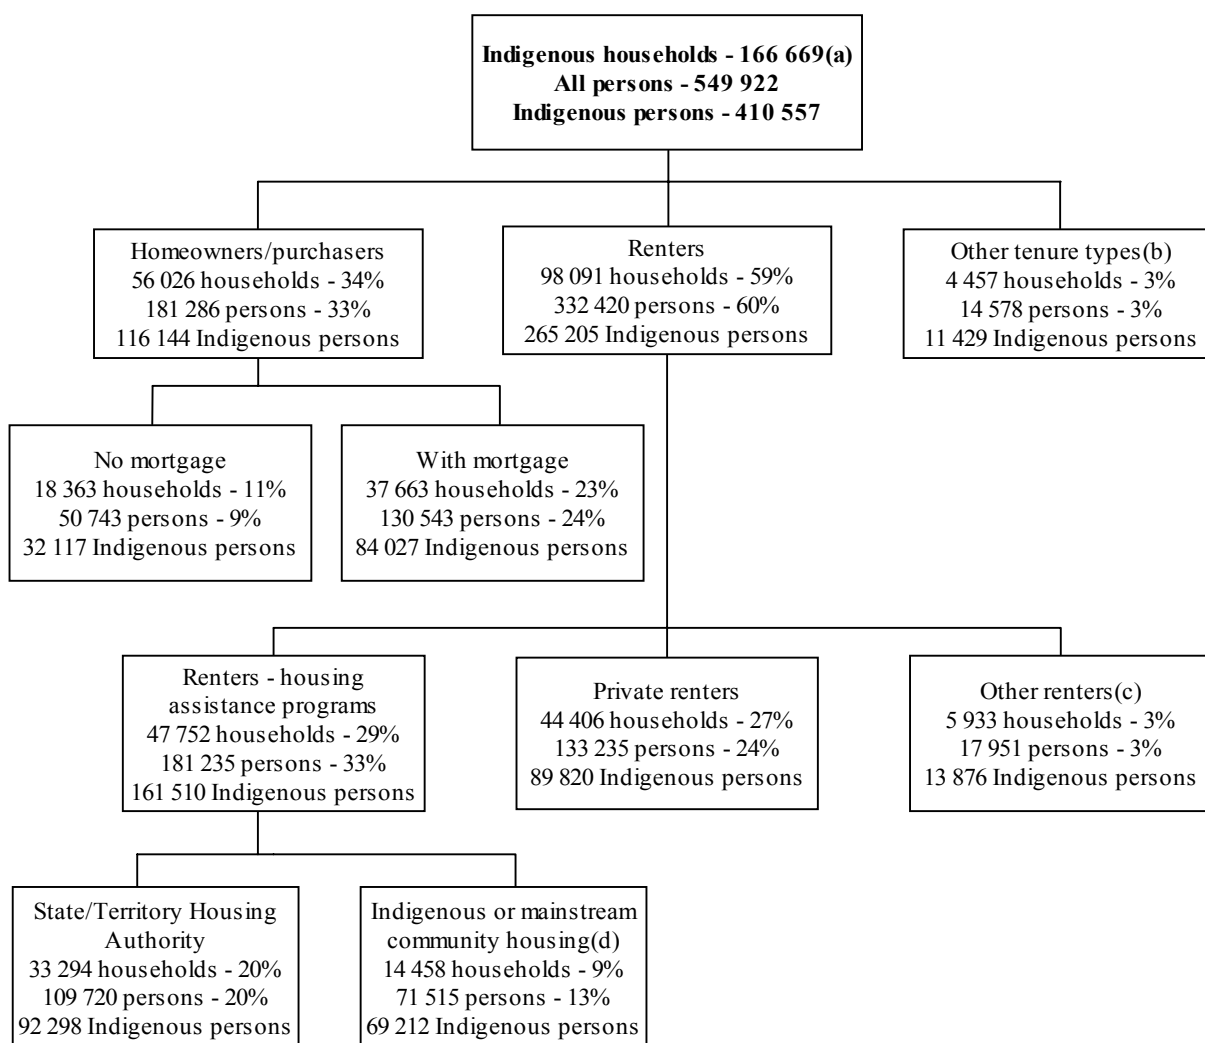 Indigenous households - 166 669(a)
All persons - 549 922
Indigenous persons - 410 557
Homeowners/purchasers
56 026 households - 34%
181 286 persons - 33%
116 144 Indigenous persons
Renters
98 091 households - 59%
332 420 persons - 60%
265 205 Indigenous persons
Other tenure types(b)
4 457 households - 3%
14 578 persons - 3%
11 429 Indigenous persons
No mortgage
18 363 households - 11%
50 743 persons - 9%
32 117 Indigenous persons
With mortgage
37 663 households - 23%
130 543 persons - 24%
84 027 Indigenous persons
Renters - housing
assistance programs
47 752 households - 29%
181 235 persons - 33%
161 510 Indigenous persons
Private renters
44 406 households - 27%
133 235 persons - 24%
89 820 Indigenous persons
Other renters(c)
5 933 households - 3%
17 951 persons - 3%
13 876 Indigenous persons
State/Territory Housing
Authority
33 294 households - 20%
109 720 persons - 20%
92 298 Indigenous persons
Indigenous or mainstream
community housing(d)
14 458 households - 9%
71 515 persons - 13%
69 212 Indigenous persons